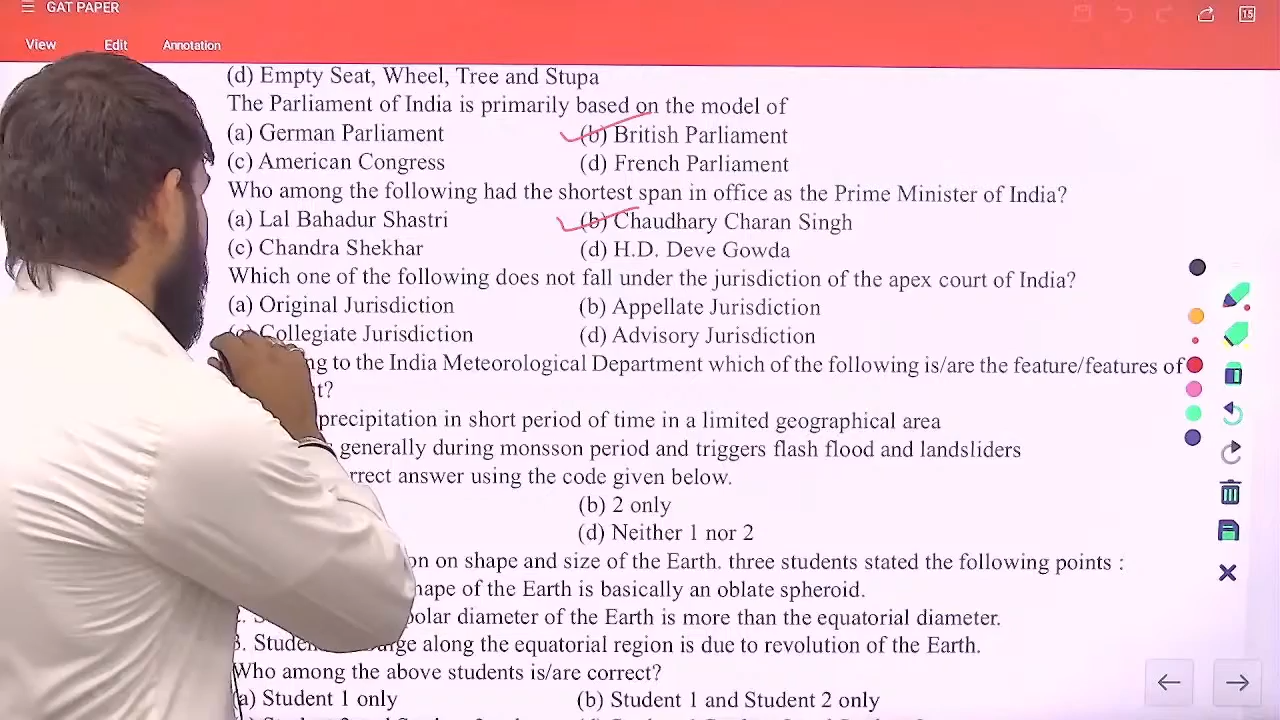 GAT PAPER
15
View Edit Annotation
(d) Empty Seat, Wheel, Tree and Stupa
The Parliament of India is primarily based on the model of
(a) German Parliament (b) British Parliament
(c) American Congress (d) French Parliament
Who among the following had the shortest span in office as the Prime Minister of India?
(a) Lal Bahadur Shastri (b) Chaudhary Charan Singh
(c) Chandra Shekhar (d) H.D. Deve Gowda
Which one of the following does not fall under the jurisdiction of the apex court of India?
(a) Original Jurisdiction (b) Appellate Jurisdiction
(c) Collegiate Jurisdiction (d) Advisory Jurisdiction
to the India Meteorological Department which of the following is/are the feature/features of
precipitation in short period of time in a limited geographical area
generally during monsson period and triggers flash flood and landsliders
answer using the code given below.
(b) 2 only
(d) Neither 1 nor 2
on shape and size of the Earth. three students stated the following points :
of the Earth is basically an oblate spheroid.
polar diameter of the Earth is more than the equatorial diameter.
3. along the equatorial region is due to revolution of the Earth.
Who among the above students is/are correct?
(a) Student 1 only (b) Student 1 and Student 2 only